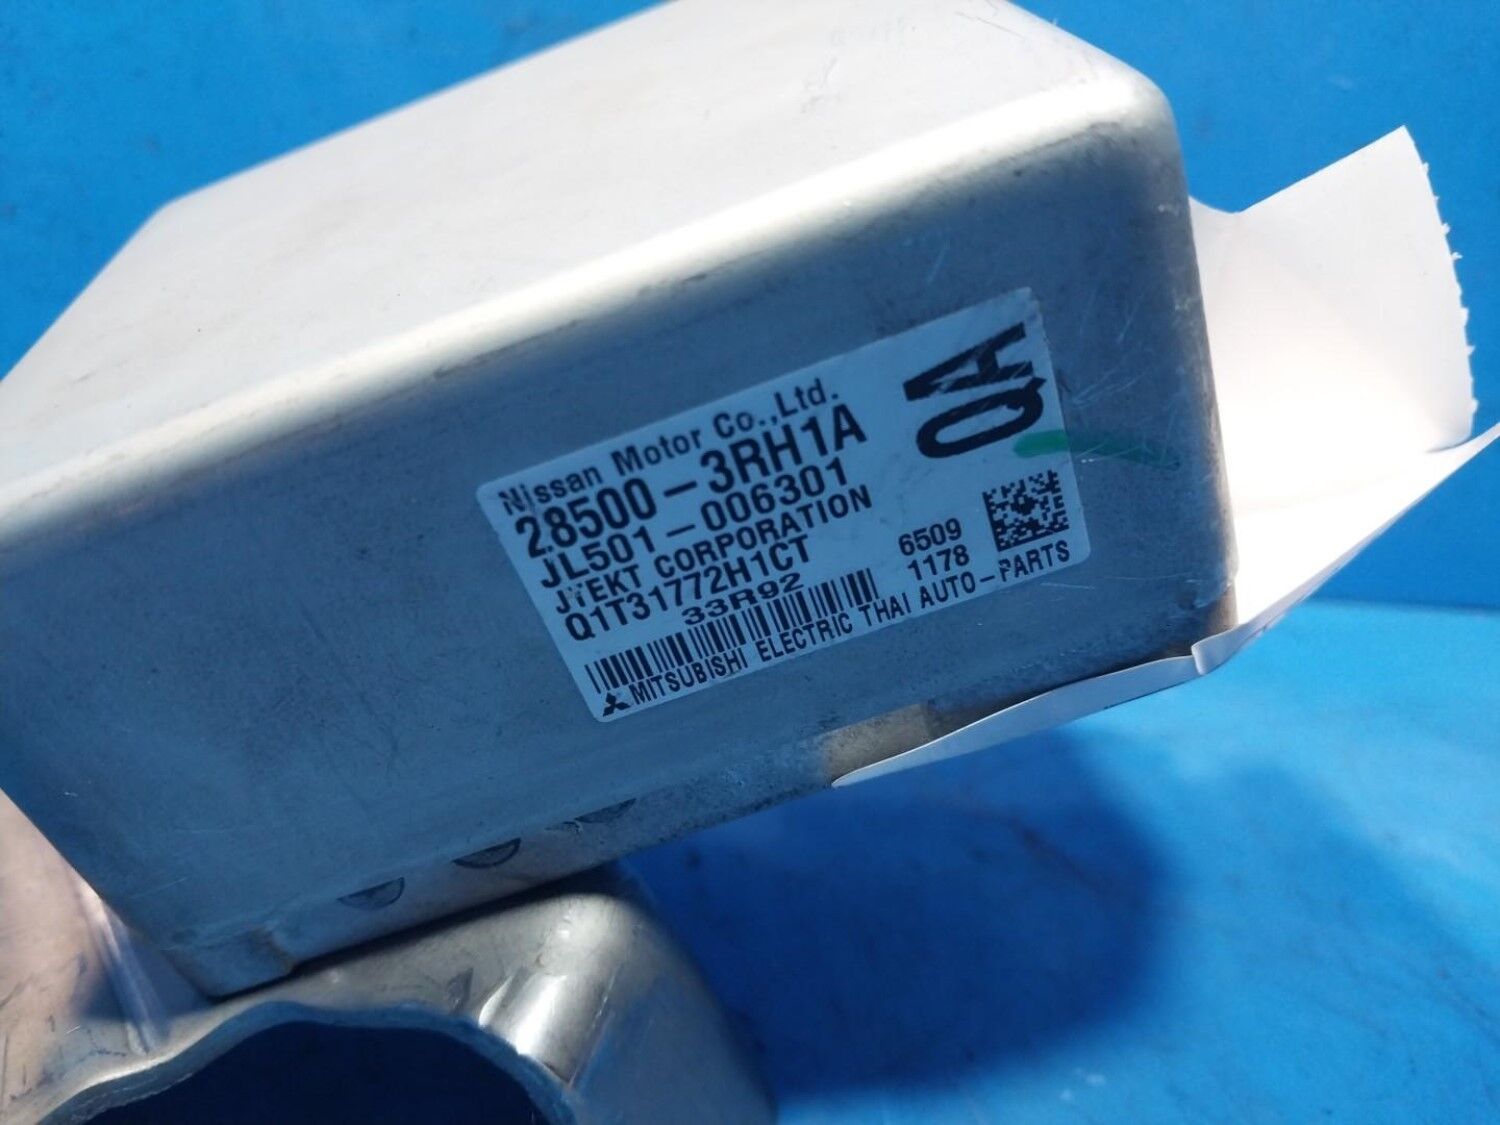 Nissan Motor Co.,Ltd.
28500-3RH1A
QA
JL501-006301
JTEKT CORPORATION
Q1T31772H1CT
33R92
6509
1178
MITSUBISHI ELECTRIC THAI AUTO-PARTS